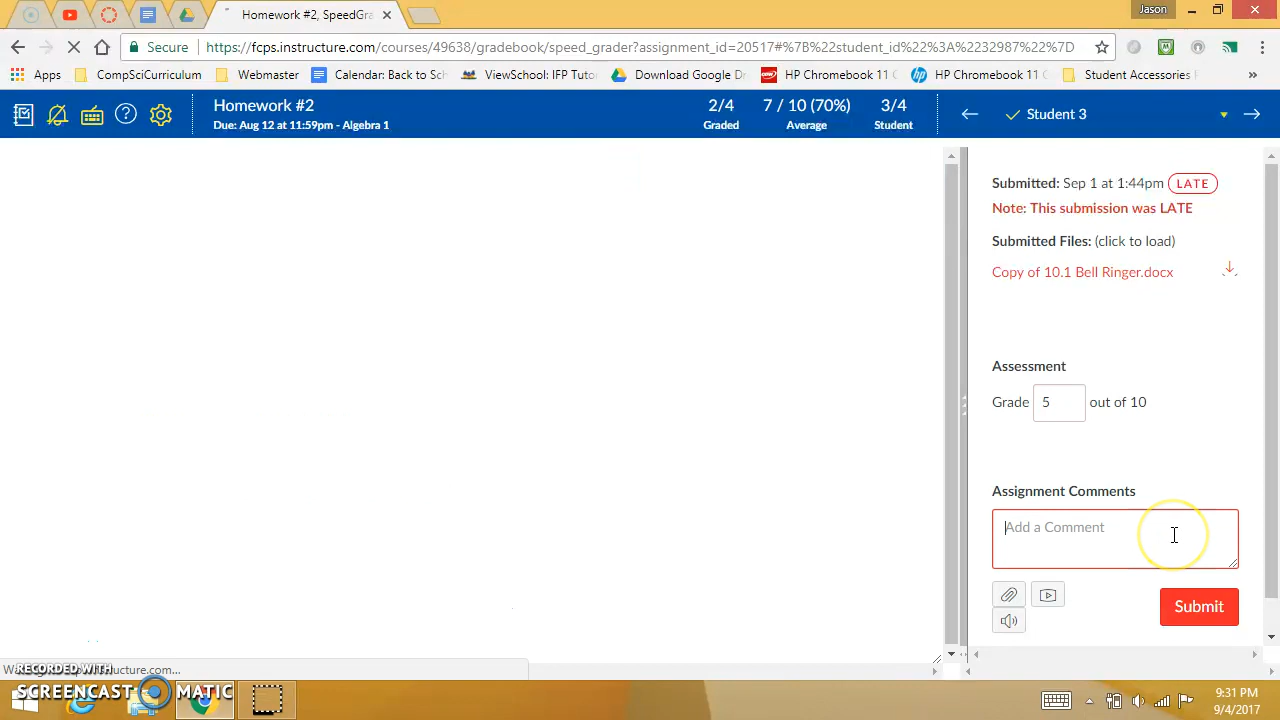 Jason
Homework #2, SpeedGra
Secure
https://fcps.instructure.com/courses/49630/gradebook/speed_grader?assignment_id=20517#%7B%22student_id%22%3A%2232987%22%7D
Apps
CompSciCurriculum
Webmaster
Calendar: Back to Sc
ViewSchool: IFP Tuto
Download Google Dr
HP Chromebook 11 G
HP Chromebook 11 G
Student Accessories F
»
Homework #2
Due: Aug 12 at 11:59pm - Algebra 1
2/4
Graded
7 / 10 (70%)
Average
3/4
Student
Student 3
Submitted: Sep 1 at 1:44pm LATE
Note: This submission was LATE
Submitted Files: (click to load)
Copy of 10.1 Bell Ringer.docx
Assessment
Grade 5 out of 10
Assignment Comments
Add a Comment
Submit
RECORDED WITH
SCREENCAST MATIC
9:31 PM
9/4/2017